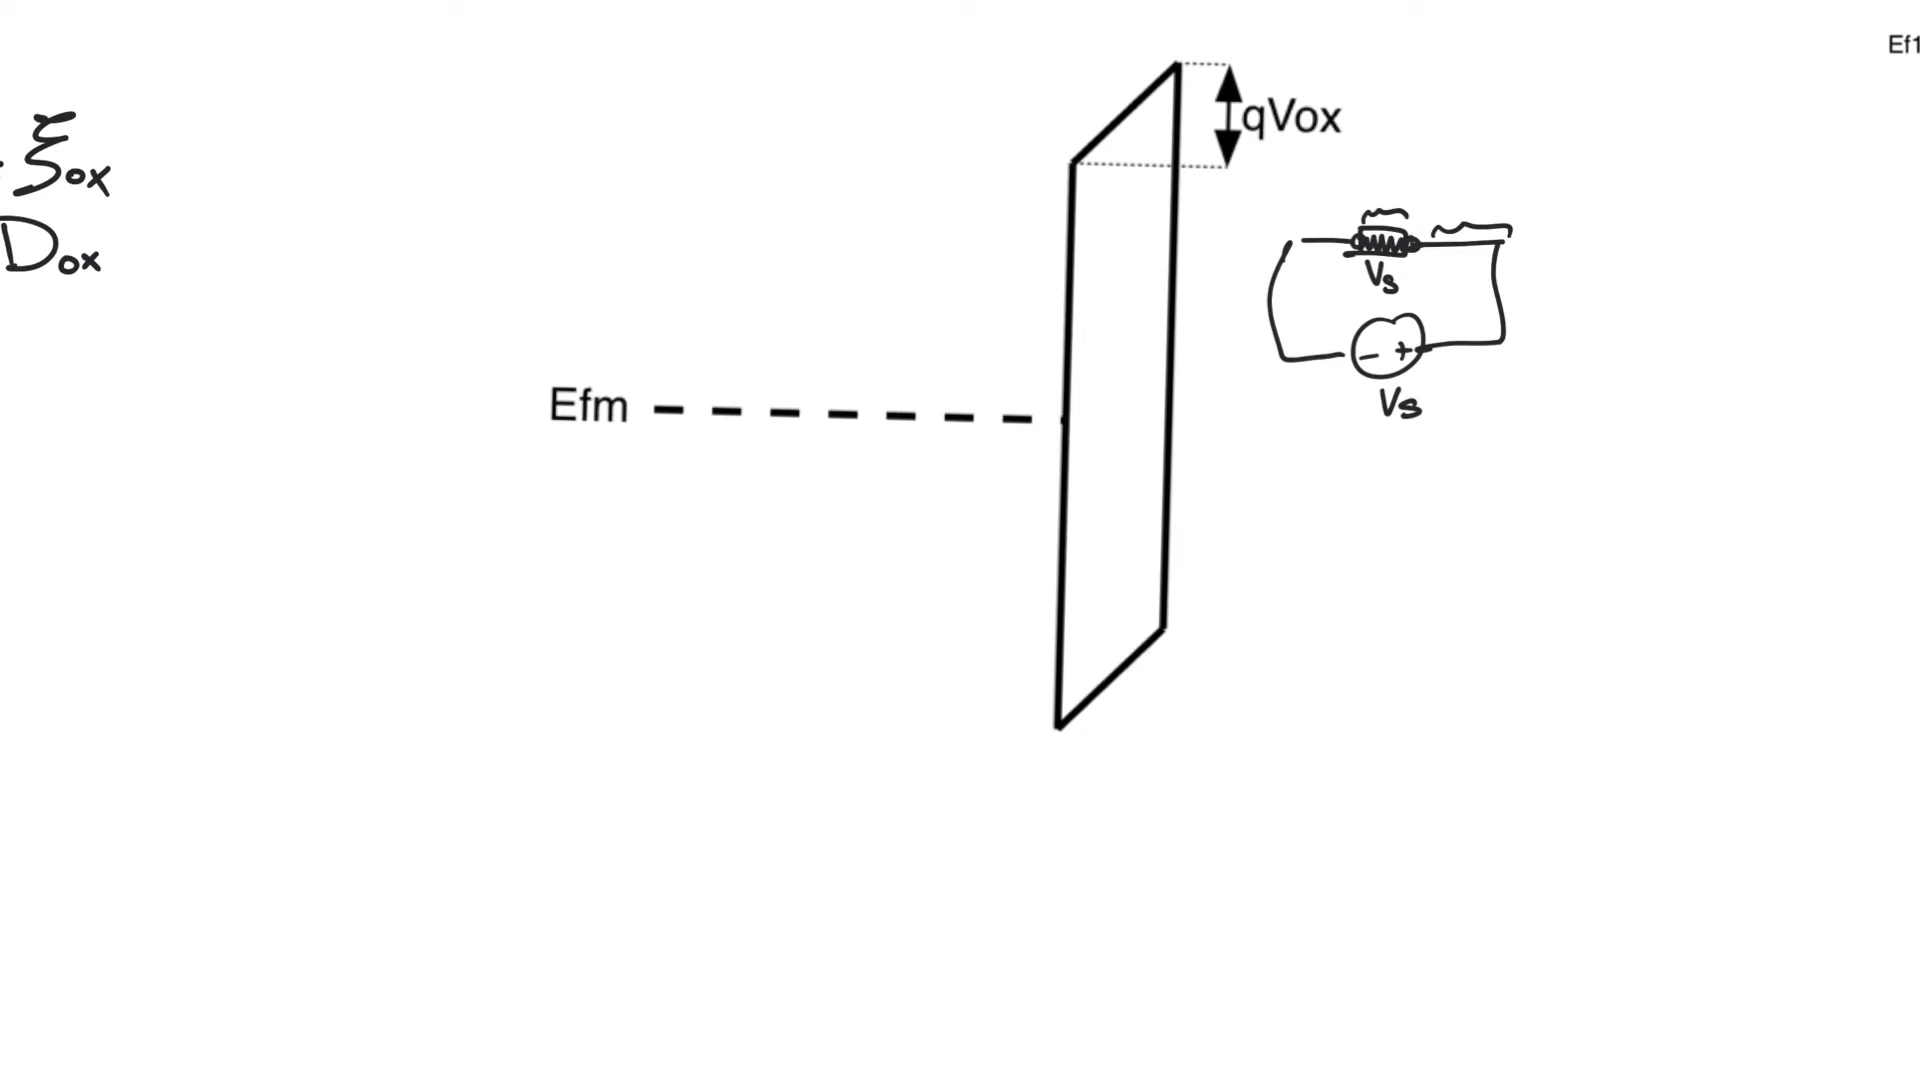 Ef1
qVox
ξox
Dox
Vs
- +
Vs
Efm